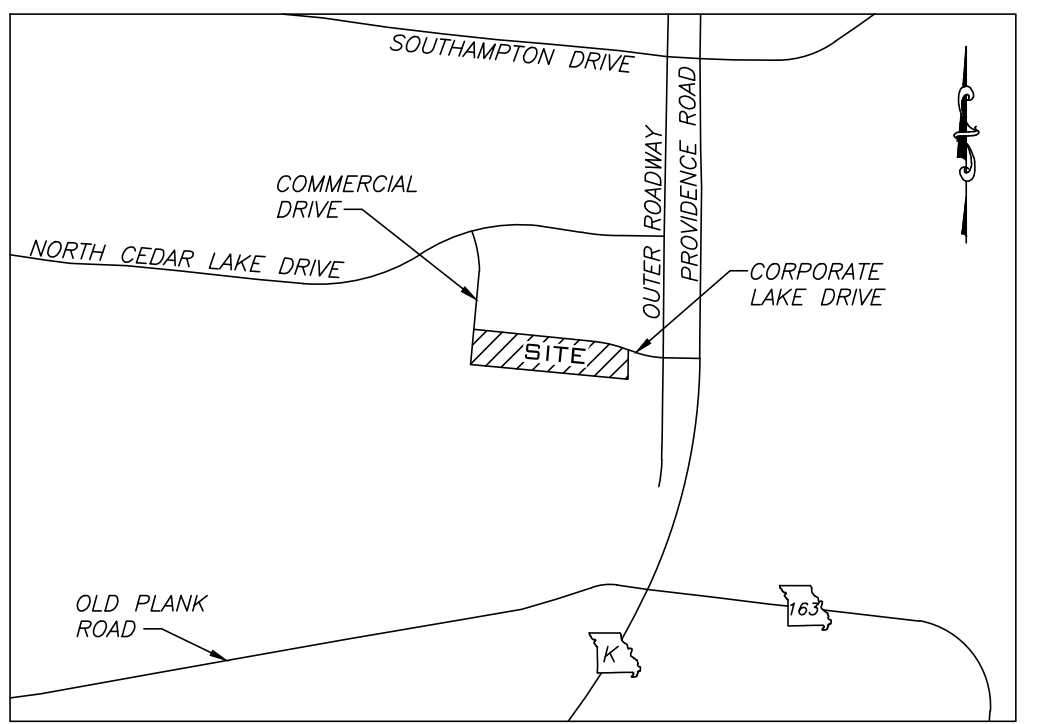 SOUTHAMPTON DRIVE
OUTER ROADWAY
PROVIDENCE ROAD
COMMERCIAL
DRIVE
NORTH CEDAR LAKE DRIVE
CORPORATE
LAKE DRIVE
SITE
OLD PLANK
ROAD
163
K